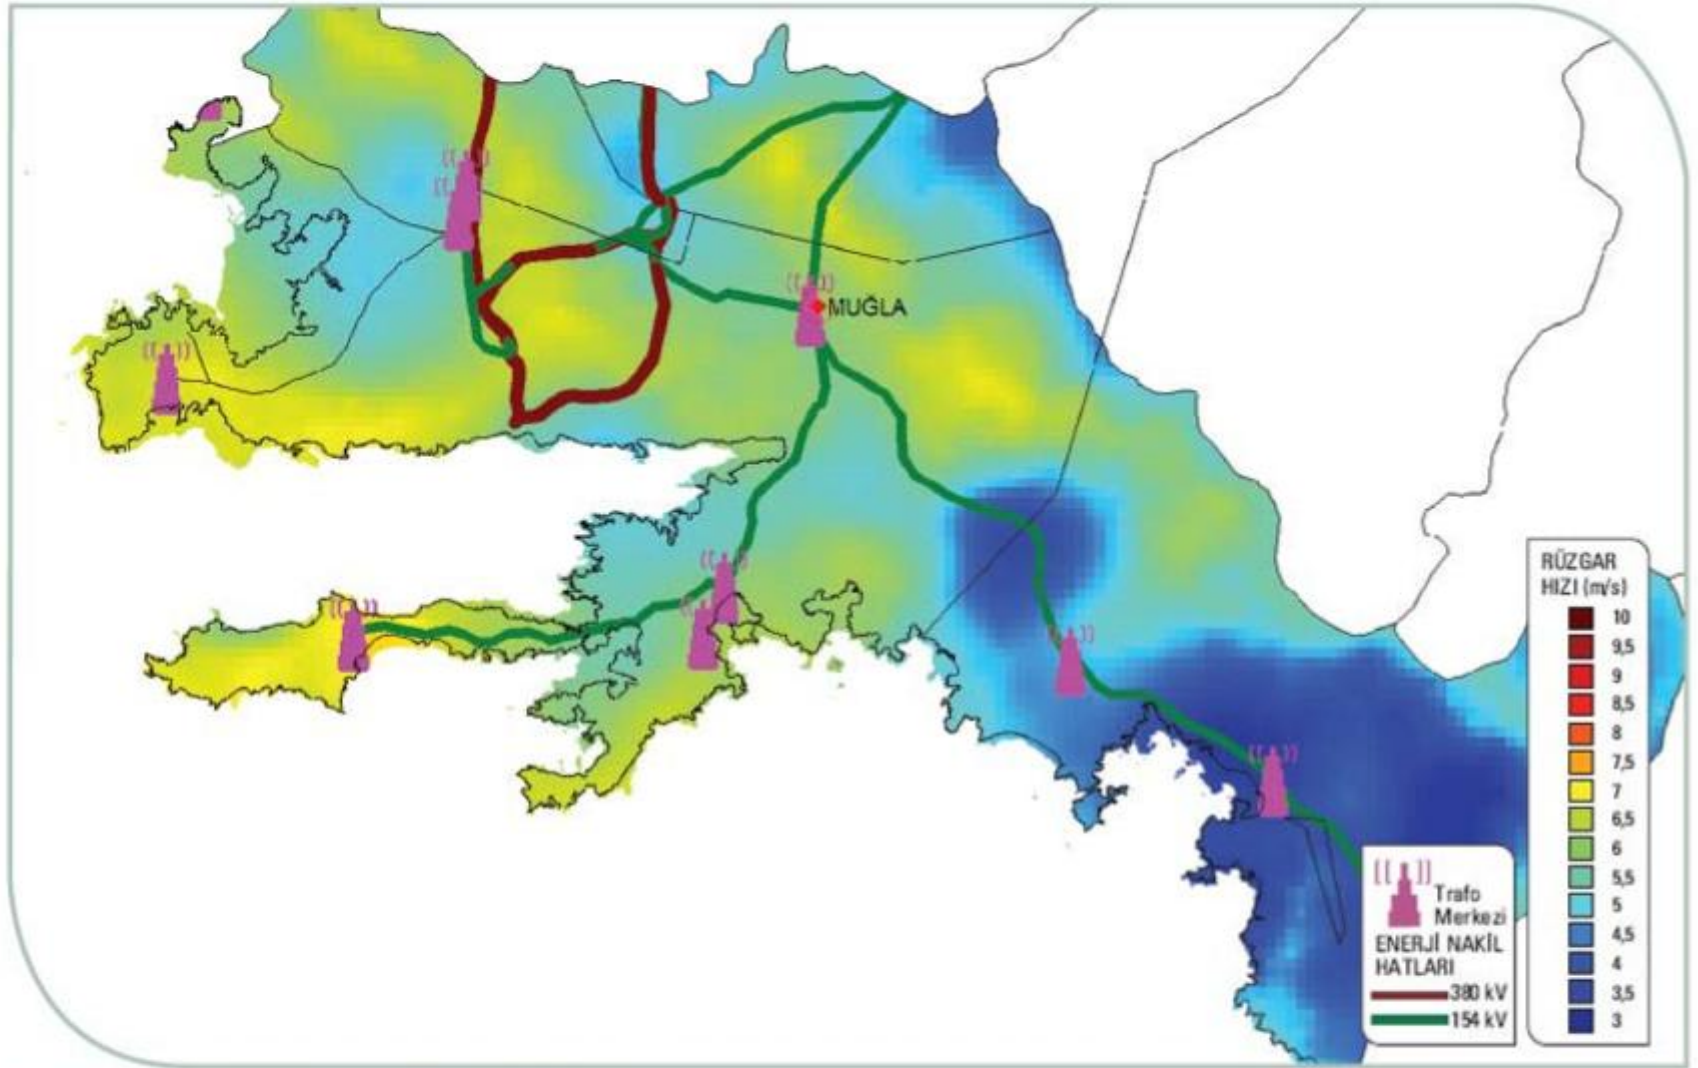 MUĞLA
RÜZGAR
HIZI (m/s)
10
9,5
9
8,5
8
7,5
7
6,5
6
5,5
5
4,5
4
3,5
3
Trafo
Merkezi
ENERJİ NAKİL
HATLARI
380 kV
154 kV